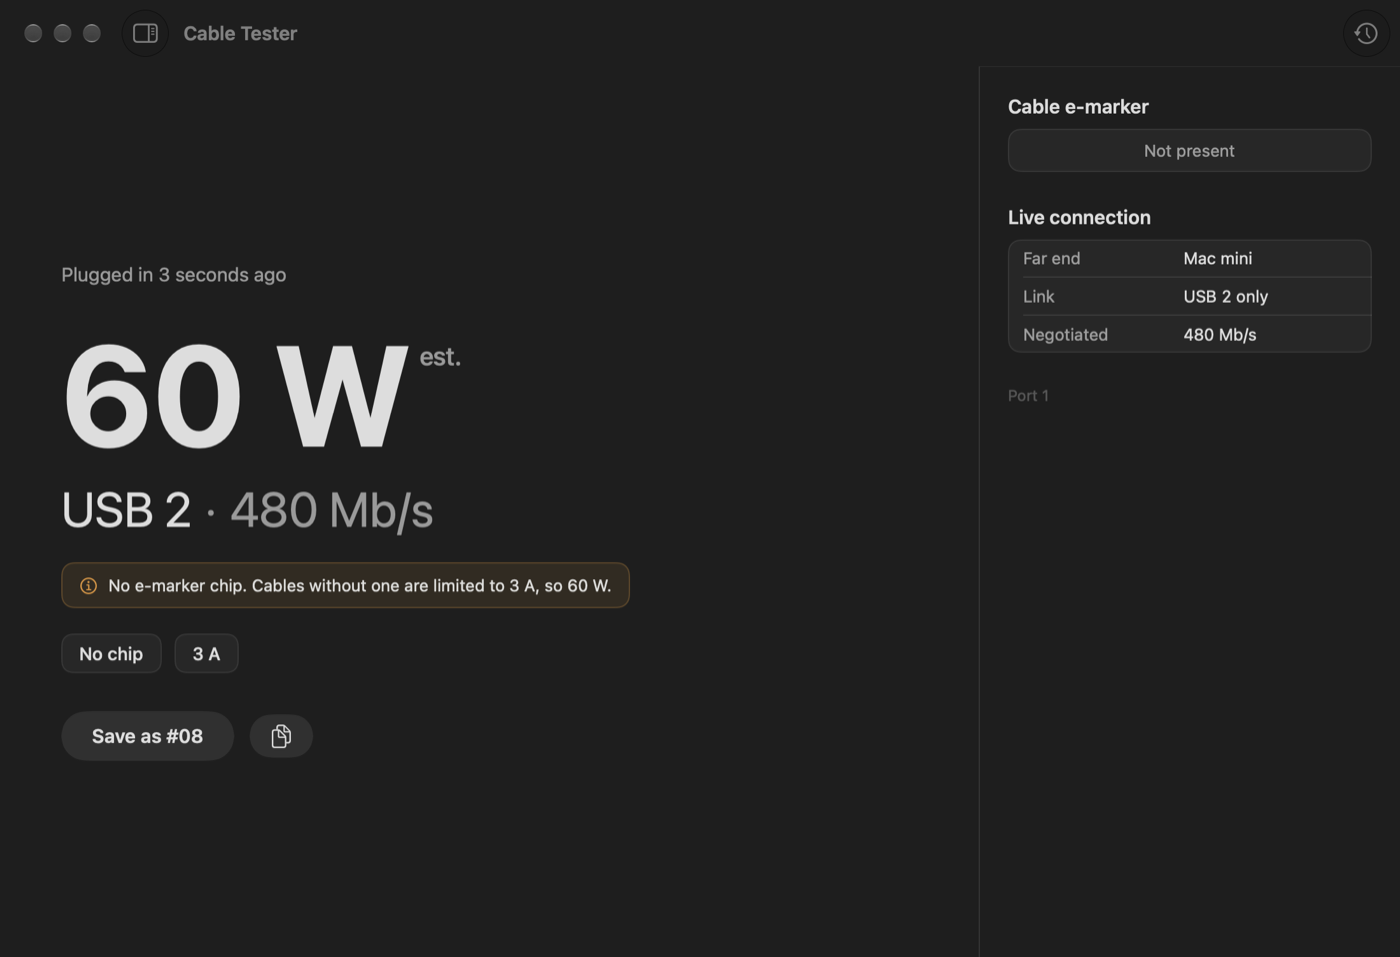 Cable Tester
Plugged in 3 seconds ago
60 W est.
USB 2 · 480 Mb/s
No e-marker chip. Cables without one are limited to 3 A, so 60 W.
No chip
3 A
Save as #08
Cable e-marker
Not present
Live connection
Far end Mac mini
Link USB 2 only
Negotiated 480 Mb/s
Port 1